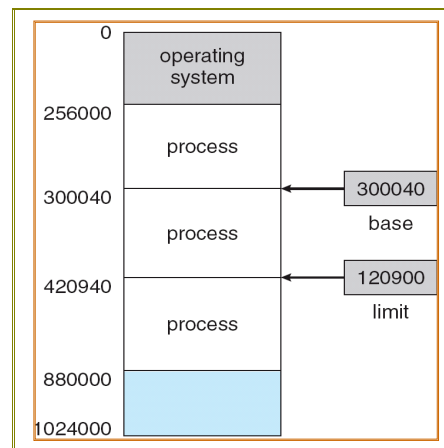 0
operating
system
256000
process
300040
300040
base
process
420940
120900
limit
process
880000
1024000